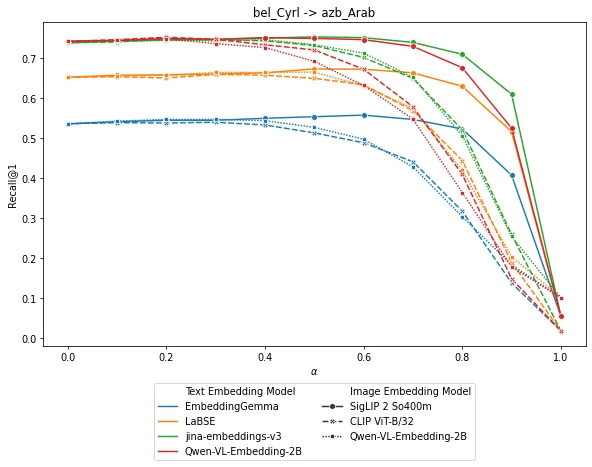 bel_Cyrl -> azb_Arab
0.7
0.6
0.5
0.4
0.3
0.2
0.1
0.0
Recall@1
0.0 0.2 0.4 0.6 0.8 1.0
α
Text Embedding Model Image Embedding Model
EmbeddingGemma SigLIP 2 So400m
LaBSE CLIP ViT-B/32
jina-embeddings-v3 Qwen-VL-Embedding-2B
Qwen-VL-Embedding-2B